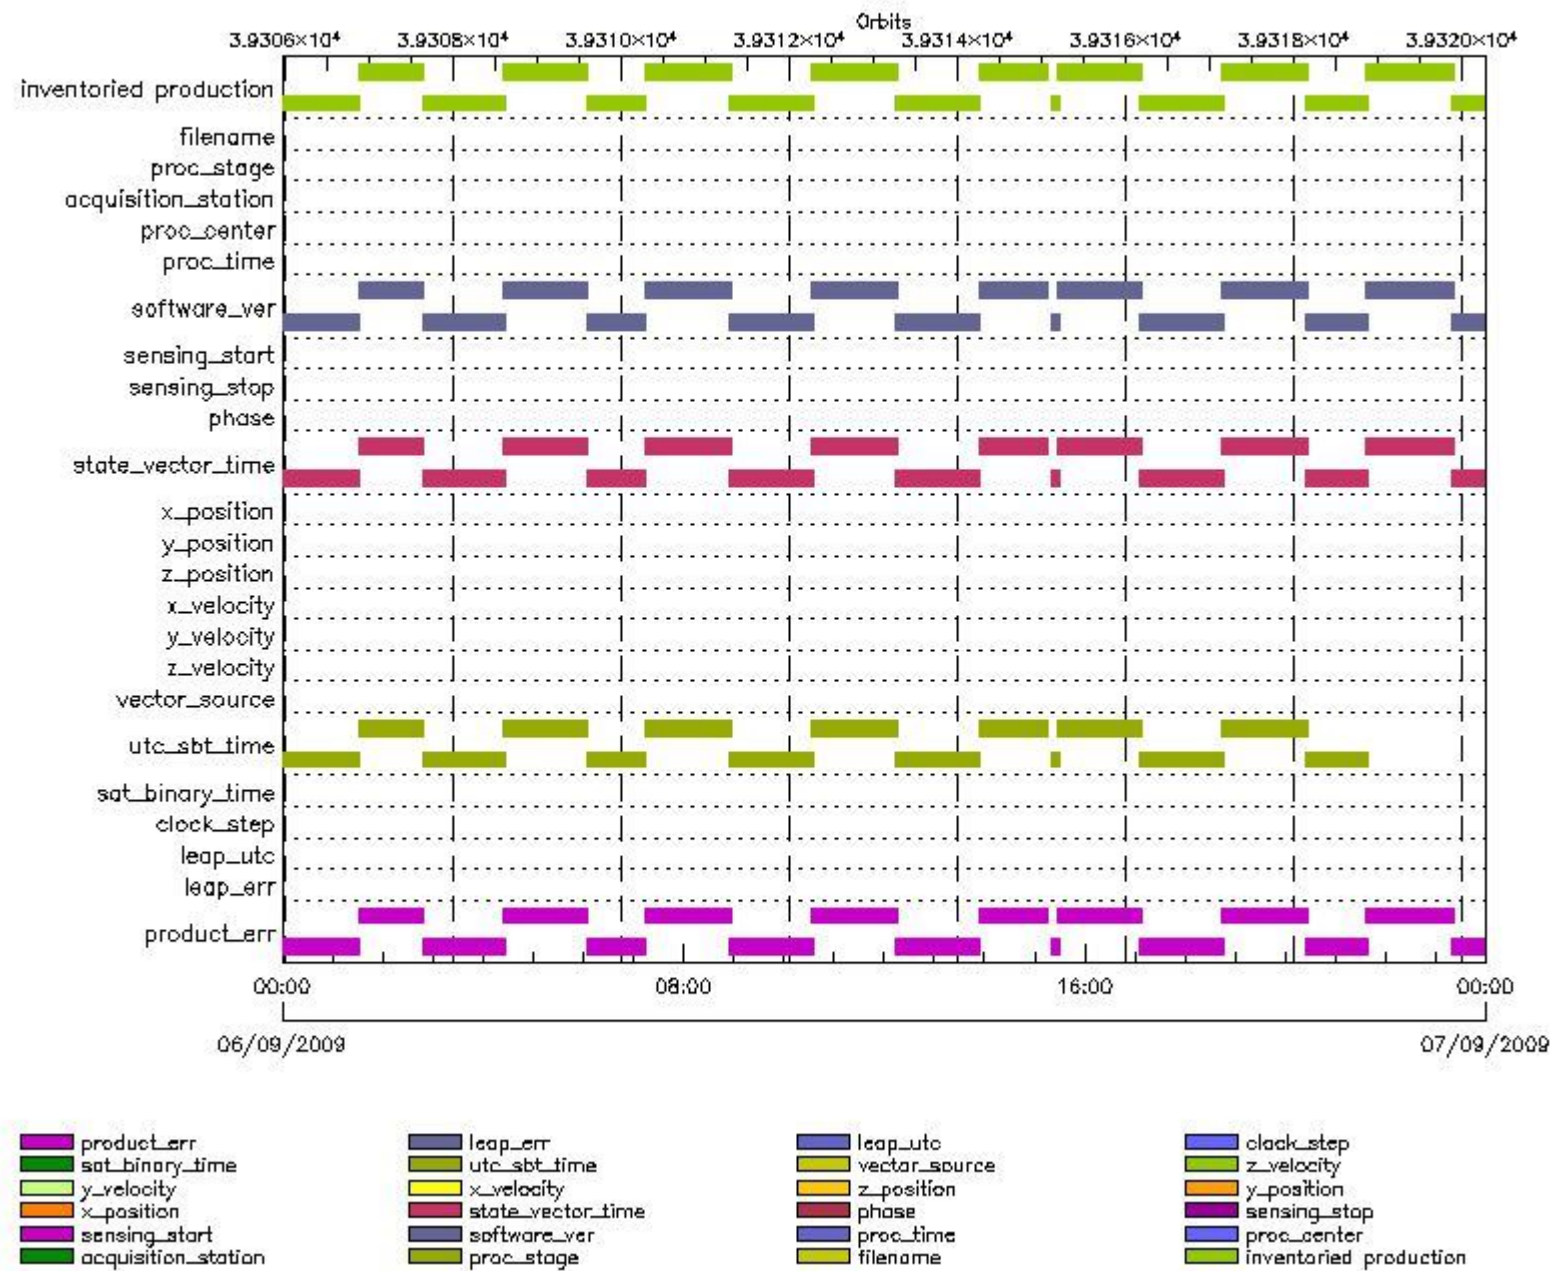 Orbits
3.9306×10⁴ 3.9308×10⁴ 3.9310×10⁴ 3.9312×10⁴ 3.9314×10⁴ 3.9316×10⁴ 3.9318×10⁴ 3.9320×10⁴
inventoried production
filename
proc_stage
acquisition_station
proc_center
proc_time
software_ver
sensing_start
sensing_stop
phase
state_vector_time
x_position
y_position
z_position
x_velocity
y_velocity
z_velocity
vector_source
utc_sbt_time
sat_binary_time
clock_step
leap_utc
leap_err
product_err
00:00 08:00 16:00 00:00
06/09/2009 07/09/2009
product_err leap_err leap_utc clock_step
sat_binary_time utc_sbt_time vector_source z_velocity
y_velocity x_velocity z_position y_position
x_position state_vector_time phase sensing_stop
sensing_start software_ver proc_time proc_center
acquisition_station proc_stage filename inventoried production